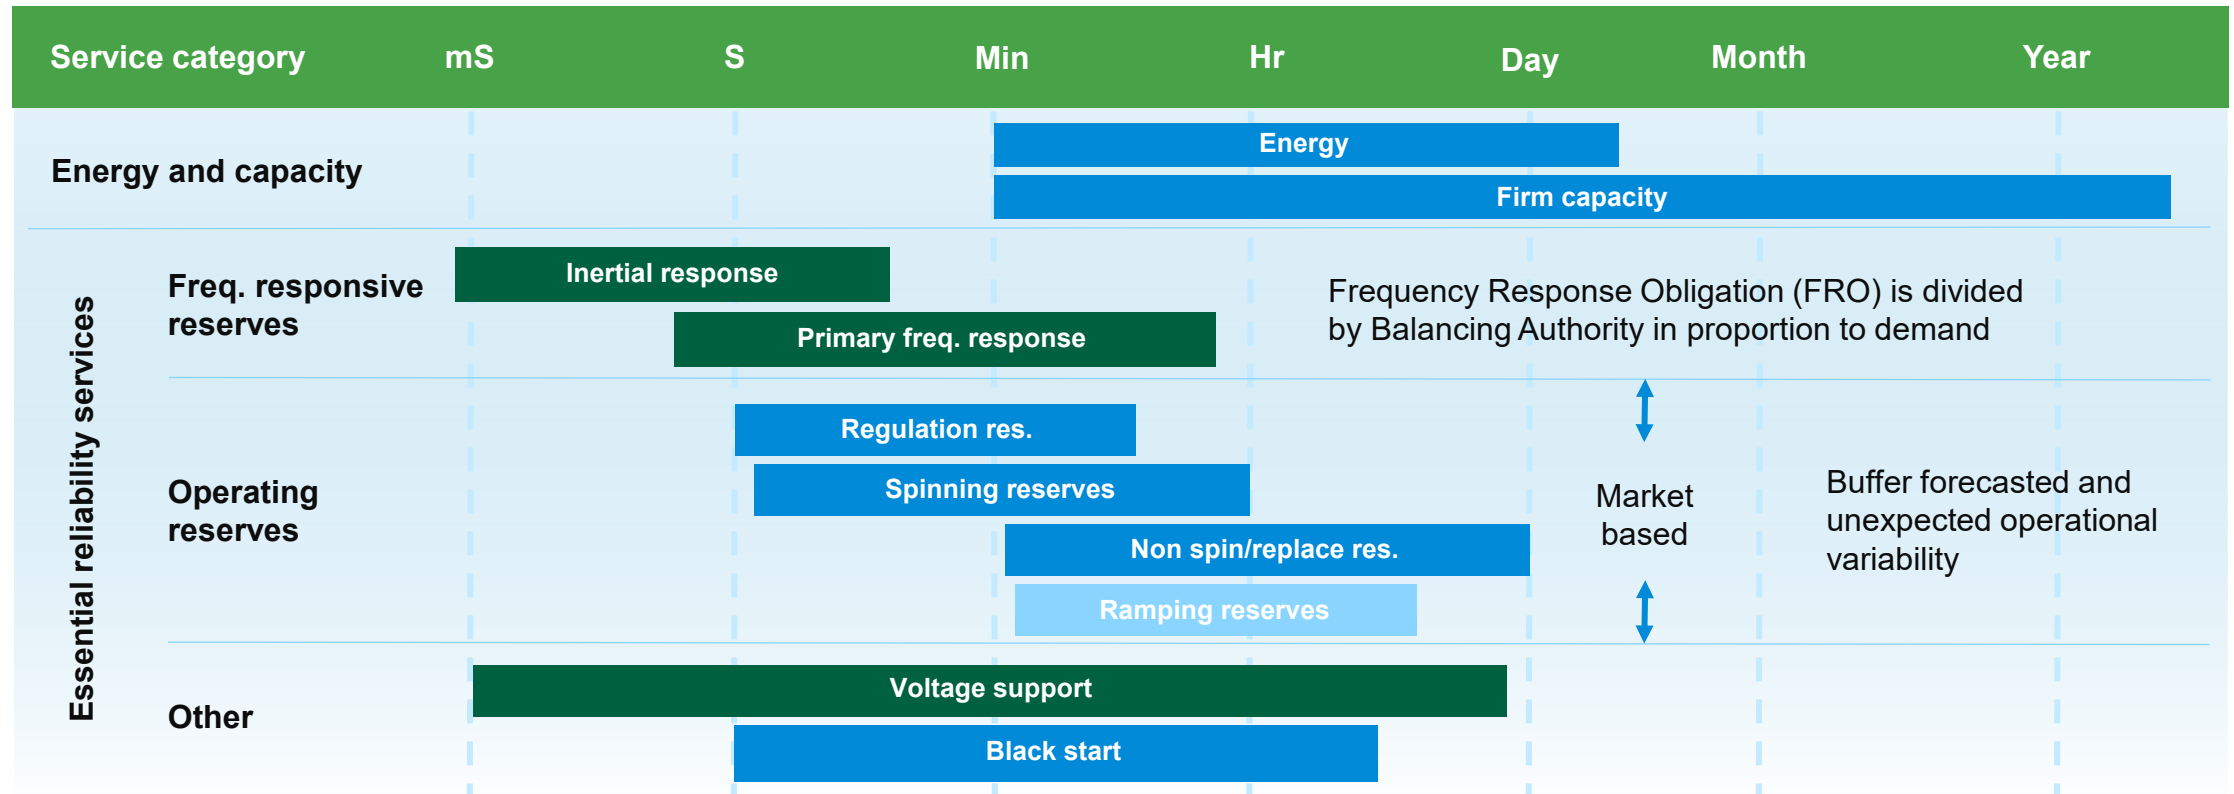 Service category mS S Min Hr Day Month Year
Energy and capacity
Energy
Firm capacity
Essential reliability services
Freq. responsive
reserves
Inertial response
Primary freq. response
Frequency Response Obligation (FRO) is divided
by Balancing Authority in proportion to demand
Operating
reserves
Regulation res.
Spinning reserves
Non spin/replace res.
Ramping reserves
Market
based
Buffer forecasted and
unexpected operational
variability
Other
Voltage support
Black start